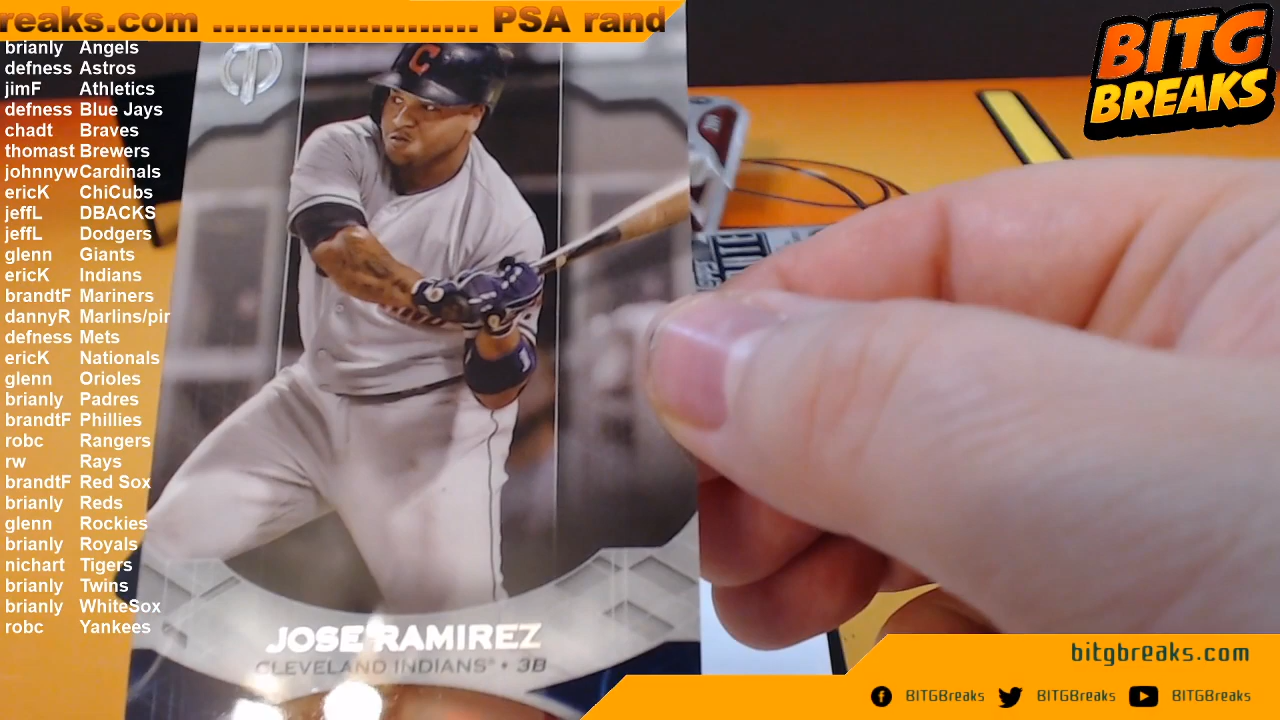 reaks.com ...................... PSA rand
BITG
BREAKS
brianly Angels
defness Astros
jimF Athletics
defness Blue Jays
chadt Braves
thomast Brewers
johnnyw Cardinals
ericK ChiCubs
jeffL DBACKS
jeffL Dodgers
glenn Giants
ericK Indians
brandtF Mariners
dannyR Marlins/pir
defness Mets
ericK Nationals
glenn Orioles
brianly Padres
brandtF Phillies
robc Rangers
rw Rays
brandtF Red Sox
brianly Reds
glenn Rockies
brianly Royals
nichart Tigers
brianly Twins
brianly WhiteSox
robc Yankees
C
JOSE RAMIREZ
CLEVELAND INDIANS® • 3B
bitgbreaks.com
BITGBreaks BITGBreaks BITGBreaks